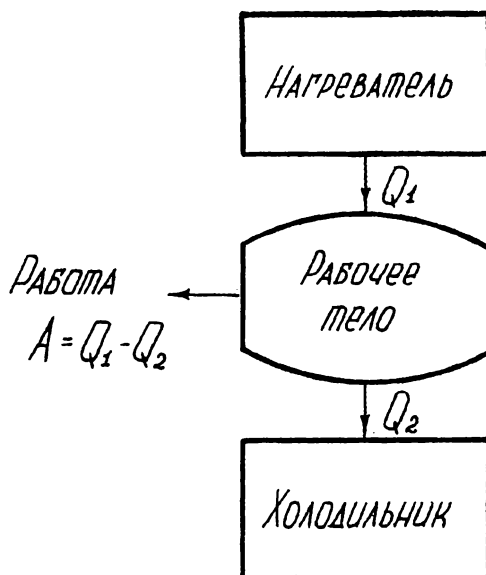 Нагреватель
Q₁
Рабочее
тело
Работа
A = Q₁ - Q₂
Q₂
Холодильник